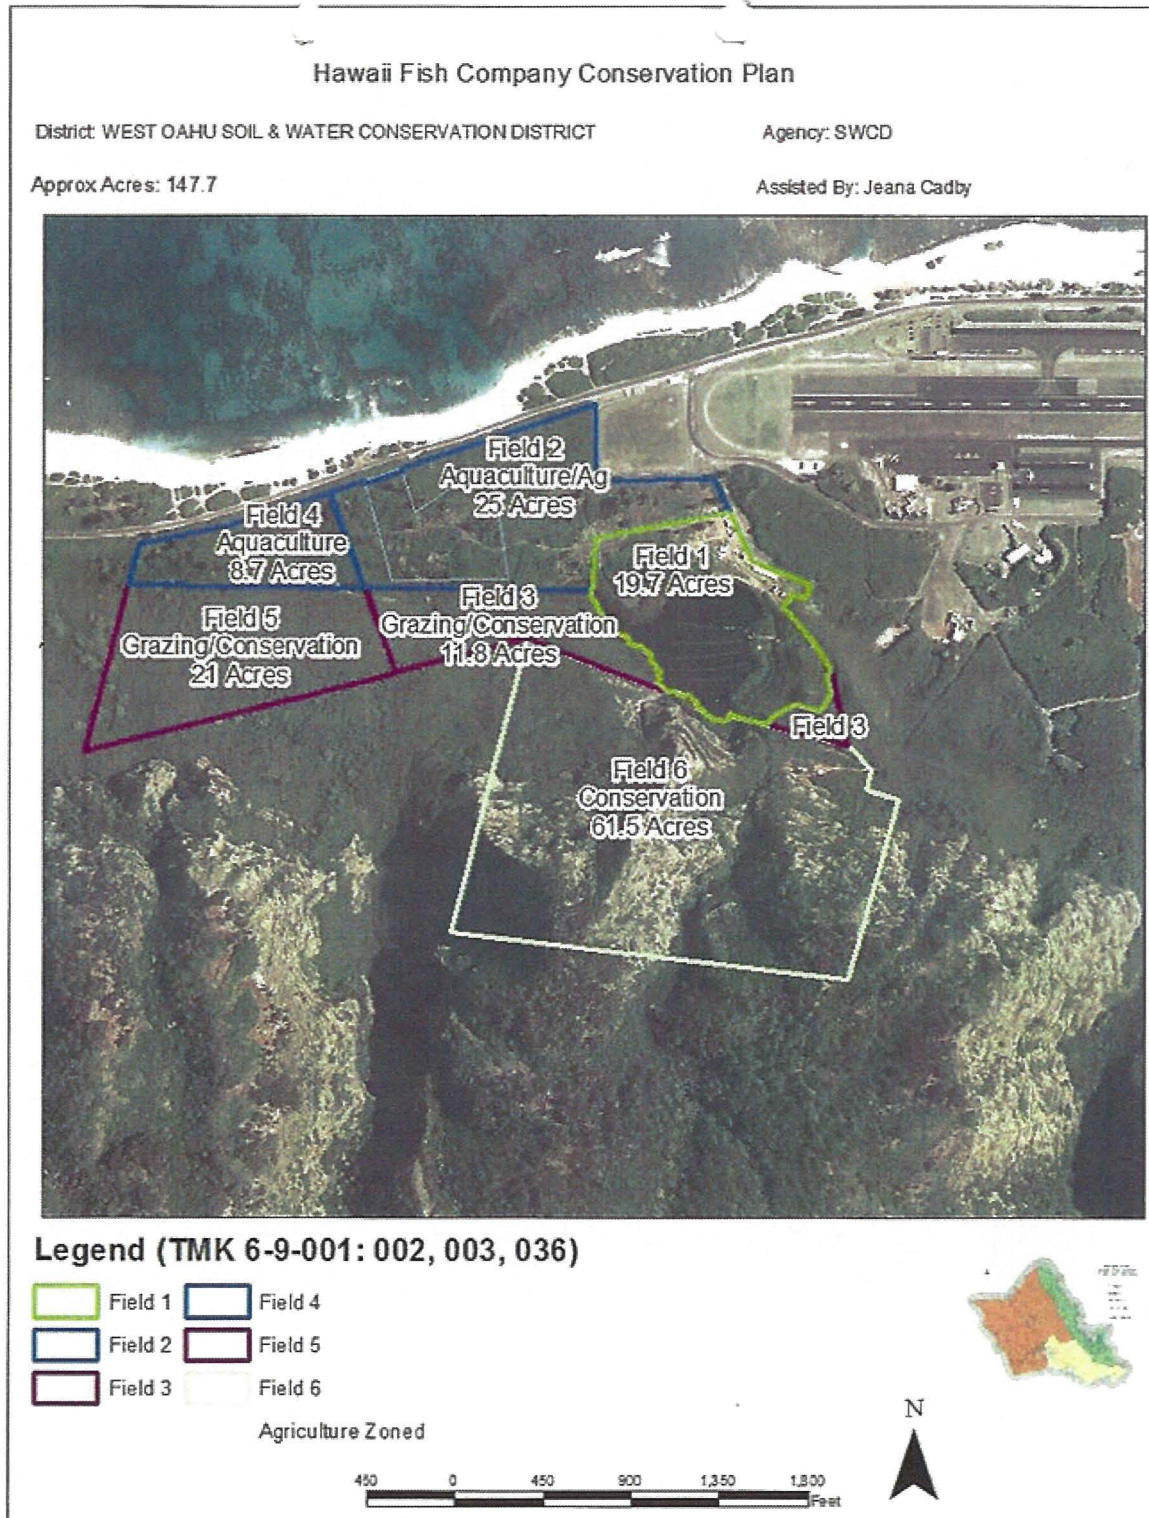 Hawaii Fish Company Conservation Plan
District: WEST OAHU SOIL & WATER CONSERVATION DISTRICT
Agency: SWCD
Approx Acres: 147.7
Assisted By: Jeana Cadby
Field 2
Aquaculture/Ag
25 Acres
Field 4
Aquaculture
8.7 Acres
Field 1
19.7 Acres
Field 5
Grazing/Conservation
21 Acres
Field 3
Grazing/Conservation
11.8 Acres
Field 3
Field 6
Conservation
61.5 Acres
Legend (TMK 6-9-001: 002, 003, 036)
Field 1
Field 4
Field 2
Field 5
Field 3
Field 6
Agriculture Zoned
N
450 0 450 900 1,350 1,800
Feet